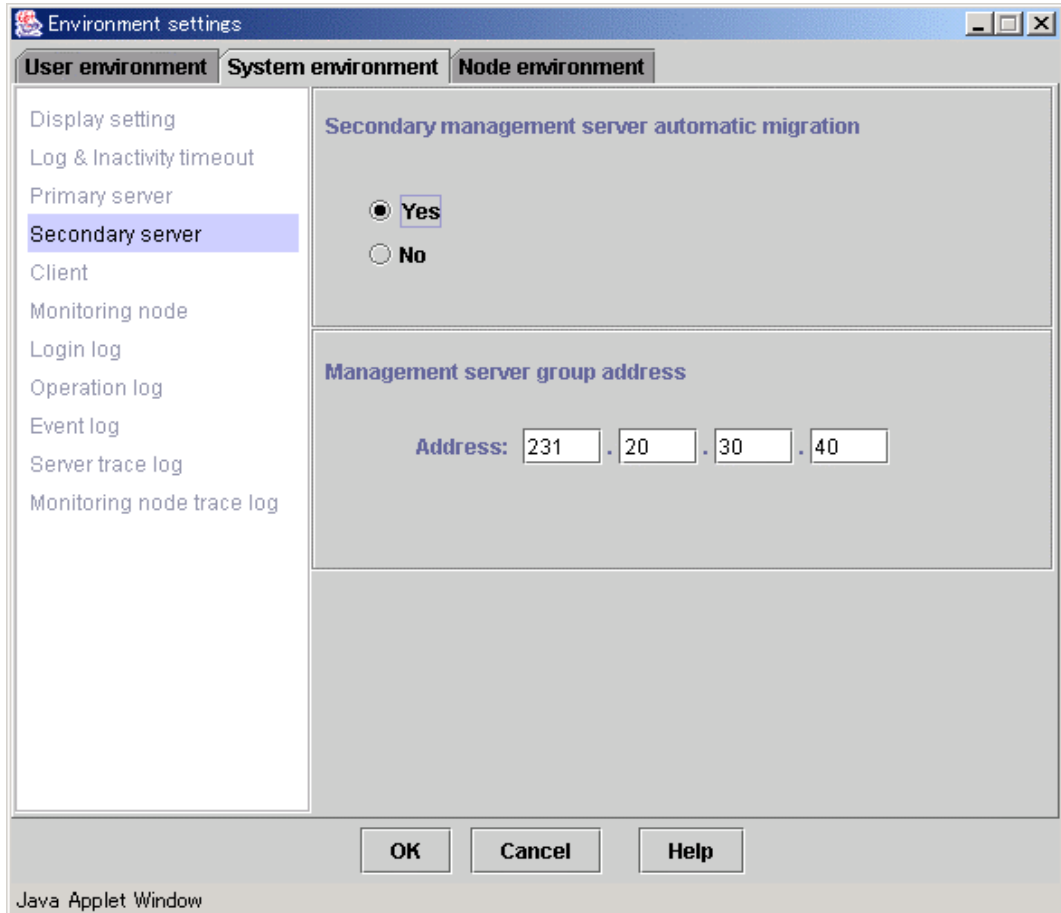 Environment settings
User environment System environment Node environment
Display setting
Log & Inactivity timeout
Primary server
Secondary server
Client
Monitoring node
Login log
Operation log
Event log
Server trace log
Monitoring node trace log
Secondary management server automatic migration
Yes
No
Management server group address
Address: 231 . 20 . 30 . 40
OK Cancel Help
Java Applet Window